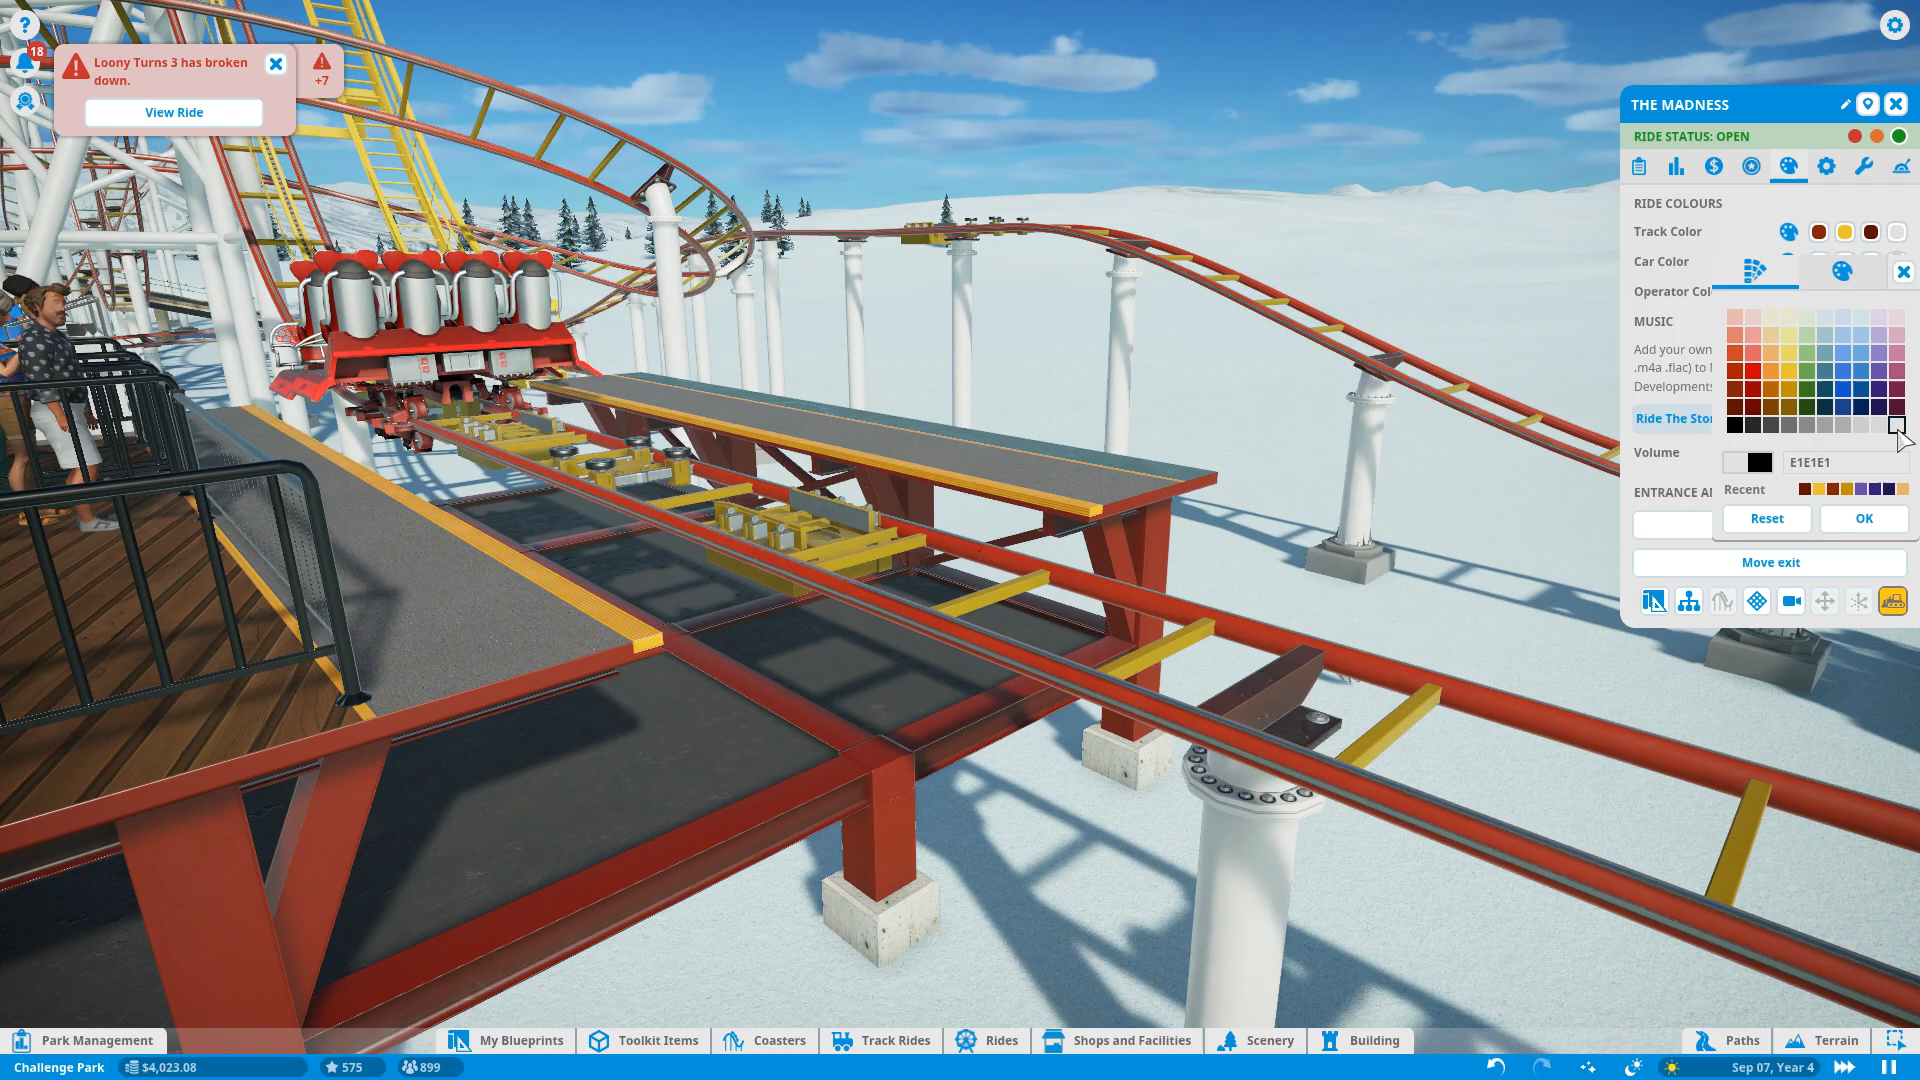 ?
18
Loony Turns 3 has broken
down.
View Ride
+7
THE MADNESS
RIDE STATUS: OPEN
RIDE COLOURS
Track Color
Car Color
Operator Col
MUSIC
Add your own
.m4a .flac) to
Developments
Ride The Sto
Volume
E1E1E1
ENTRANCE A
Recent
Reset
OK
Move exit
Park Management
My Blueprints
Toolkit Items
Coasters
Track Rides
Rides
Shops and Facilities
Scenery
Building
Paths
Terrain
Challenge Park
$4,023.08
575
899
Sep 07, Year 4